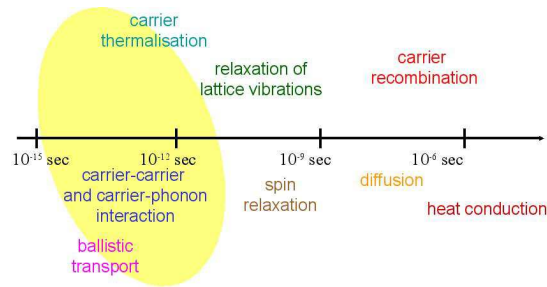 carrier
thermalisation
relaxation of
lattice vibrations
carrier
recombination
10-15 sec
10-12 sec
10-9 sec
10-6 sec
carrier-carrier
and carrier-phonon
interaction
spin
relaxation
diffusion
heat conduction
ballistic
transport